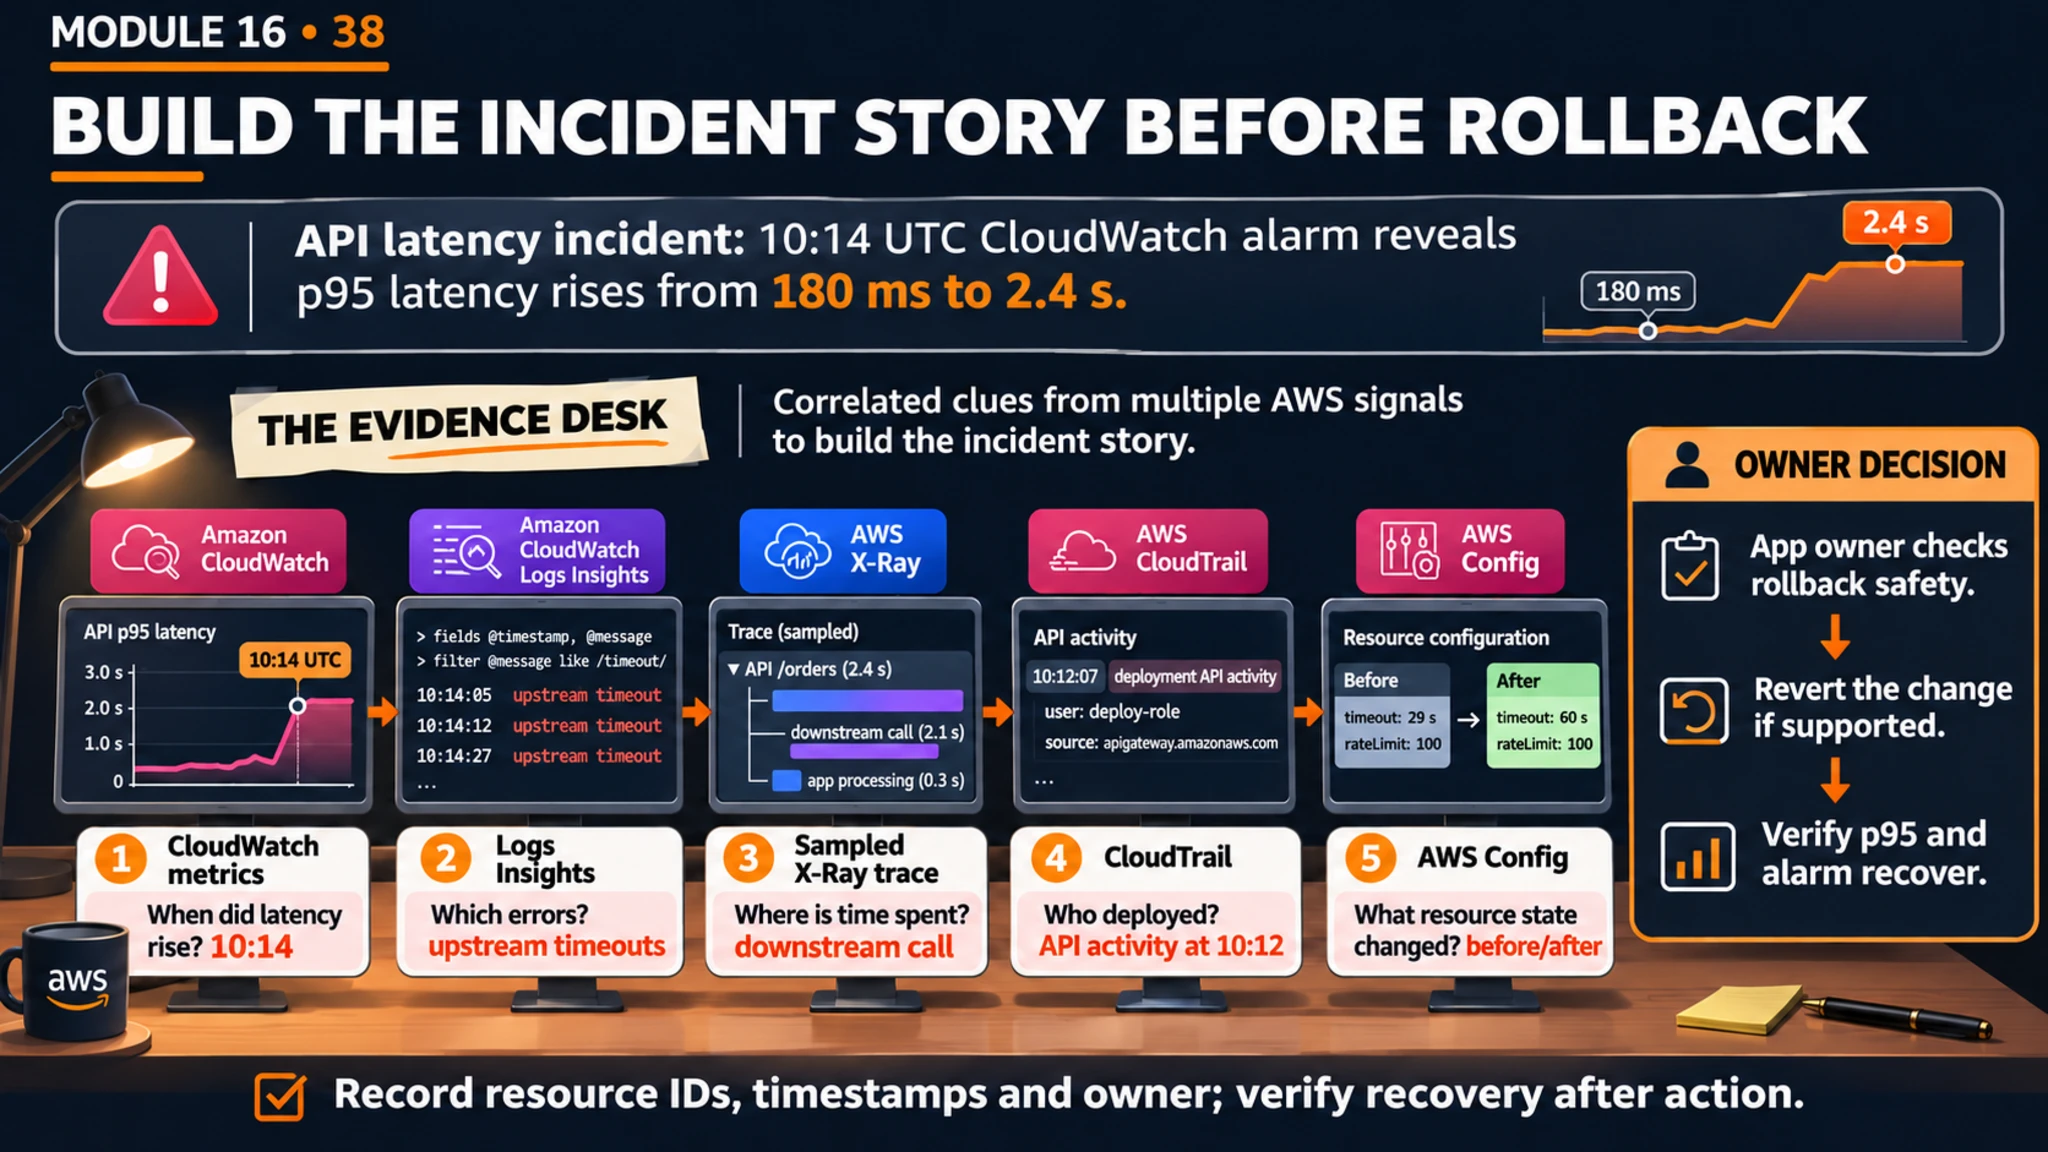 MODULE 16 • 38
BUILD THE INCIDENT STORY BEFORE ROLLBACK
API latency incident: 10:14 UTC CloudWatch alarm reveals
p95 latency rises from 180 ms to 2.4 s.
180 ms
2.4 s
THE EVIDENCE DESK
Correlated clues from multiple AWS signals
to build the incident story.
Amazon
CloudWatch
API p95 latency
10:14 UTC
3.0 s
2.0 s
1.0 s
0
1
CloudWatch
metrics
When did latency
rise? 10:14
Amazon
CloudWatch
Logs Insights
> fields @timestamp, @message
> filter @message like /timeout/
10:14:05 upstream timeout
10:14:12 upstream timeout
10:14:27 upstream timeout
...
2
Logs
Insights
Which errors?
upstream timeouts
AWS
X-Ray
Trace (sampled)
▼ API /orders (2.4 s)
downstream call (2.1 s)
app processing (0.3 s)
3
Sampled
X-Ray trace
Where is time spent?
downstream call
AWS
CloudTrail
API activity
10:12:07 deployment API activity
user: deploy-role
source: apigateway.amazonaws.com
...
4
CloudTrail
Who deployed?
API activity at 10:12
AWS
Config
Resource configuration
Before
timeout: 29 s
rateLimit: 100
→
After
timeout: 60 s
rateLimit: 100
5
AWS Config
What resource state
changed? before/after
OWNER DECISION
App owner checks
rollback safety.
Revert the change
if supported.
Verify p95 and
alarm recover.
aws
Record resource IDs, timestamps and owner; verify recovery after action.